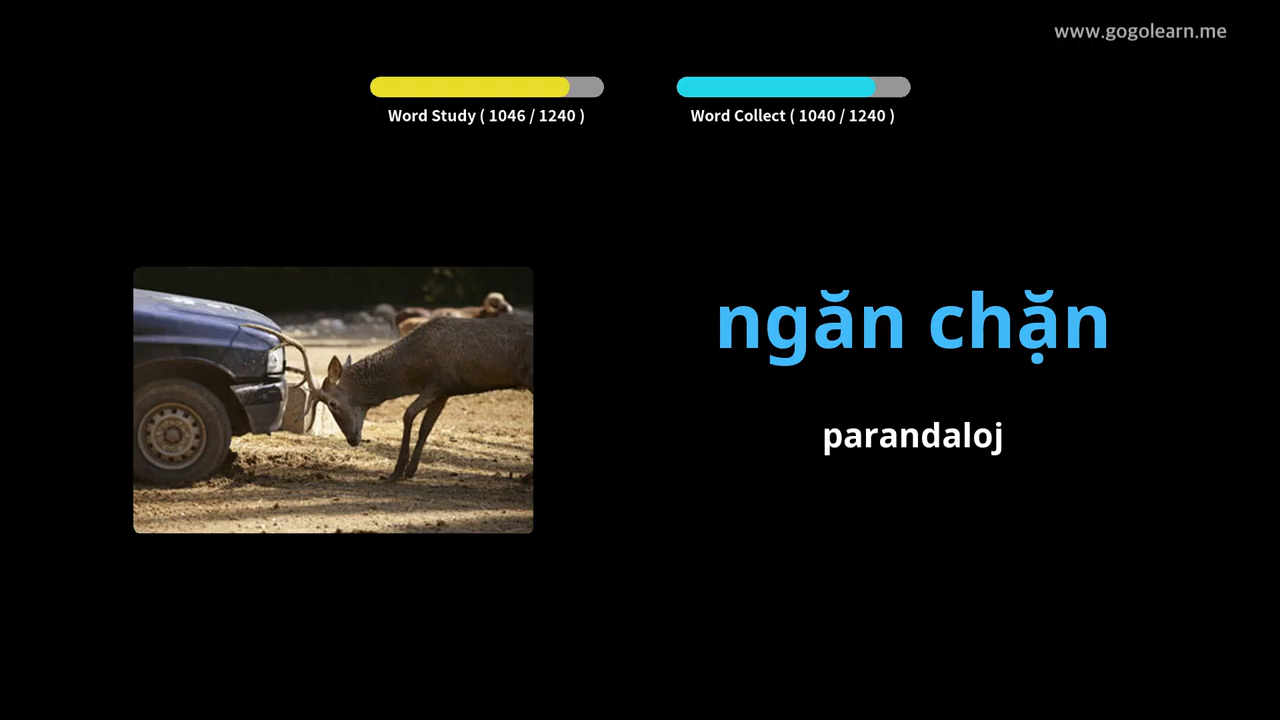 www.gogolearn.me
Word Study ( 1046 / 1240 )
Word Collect ( 1040 / 1240 )
ngăn chặn
parandaloj